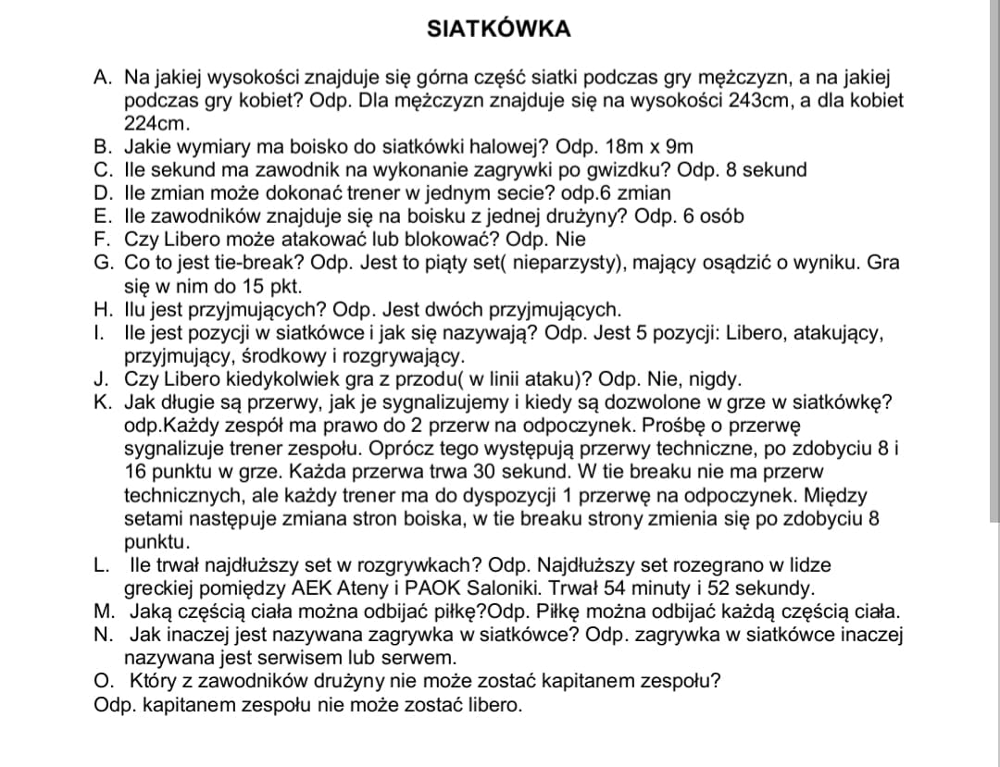 SIATKÓWKA
A. Na jakiej wysokości znajduje się górna część siatki podczas gry mężczyzn, a na jakiej
podczas gry kobiet? Odp. Dla mężczyzn znajduje się na wysokości 243cm, a dla kobiet
224cm.
B. Jakie wymiary ma boisko do siatkówki halowej? Odp. 18m x 9m
C. Ile sekund ma zawodnik na wykonanie zagrywki po gwizdku? Odp. 8 sekund
D. Ile zmian może dokonać trener w jednym secie? odp.6 zmian
E. Ile zawodników znajduje się na boisku z jednej drużyny? Odp. 6 osób
F. Czy Libero może atakować lub blokować? Odp. Nie
G. Co to jest tie-break? Odp. Jest to piąty set( nieparzysty), mający osądzić o wyniku. Gra
się w nim do 15 pkt.
H. Ilu jest przyjmujących? Odp. Jest dwóch przyjmujących.
I. Ile jest pozycji w siatkówce i jak się nazywają? Odp. Jest 5 pozycji: Libero, atakujący,
przyjmujący, środkowy i rozgrywający.
J. Czy Libero kiedykolwiek gra z przodu( w linii ataku)? Odp. Nie, nigdy.
K. Jak długie są przerwy, jak je sygnalizujemy i kiedy są dozwolone w grze w siatkówkę?
odp.Każdy zespół ma prawo do 2 przerw na odpoczynek. Prośbę o przerwę
sygnalizuje trener zespołu. Oprócz tego występują przerwy techniczne, po zdobyciu 8 i
16 punktu w grze. Każda przerwa trwa 30 sekund. W tie breaku nie ma przerw
technicznych, ale każdy trener ma do dyspozycji 1 przerwę na odpoczynek. Między
setami następuje zmiana stron boiska, w tie breaku strony zmienia się po zdobyciu 8
punktu.
L. Ile trwał najdłuższy set w rozgrywkach? Odp. Najdłuższy set rozegrano w lidze
greckiej pomiędzy AEK Ateny i PAOK Saloniki. Trwał 54 minuty i 52 sekundy.
M. Jaką częścią ciała można odbijać piłkę?Odp. Piłkę można odbijać każdą częścią ciała.
N. Jak inaczej jest nazywana zagrywka w siatkówce? Odp. zagrywka w siatkówce inaczej
nazywana jest serwisem lub serwem.
O. Który z zawodników drużyny nie może zostać kapitanem zespołu?
Odp. kapitanem zespołu nie może zostać libero.